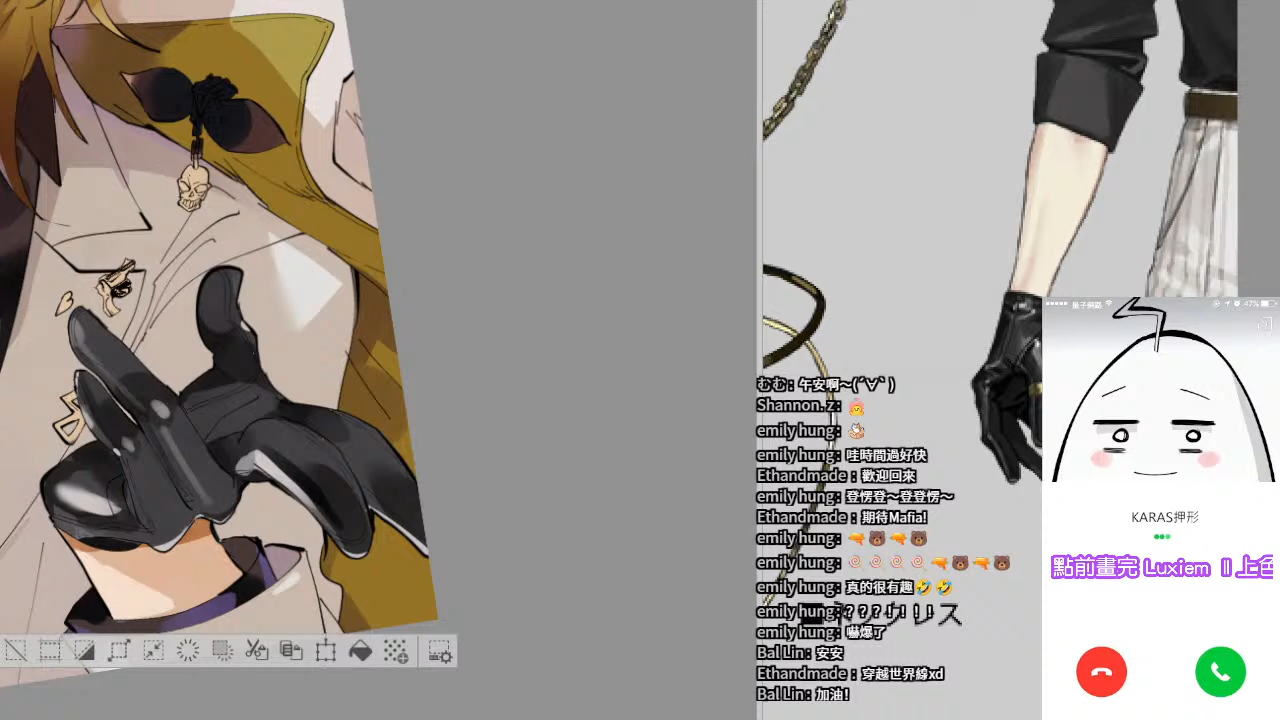 むむ: 午安啊～(´∀`)
Shannon. z:
emily hung:
emily hung: 哇時間過好快
Ethandmade : 歡迎回來
emily hung: 登愣登～登登愣～
Ethandmade : 期待Mafia!
emily hung:
emily hung:
emily hung: 真的很有趣
emily hung: ? ? ? ! ! !
emily hung: 嚇爆了
Bal Lin : 安安
Ethandmade : 穿越世界線xd
Bal Lin : 加油!
47%
KARAS押形
點前畫完 Luxiem || 上色